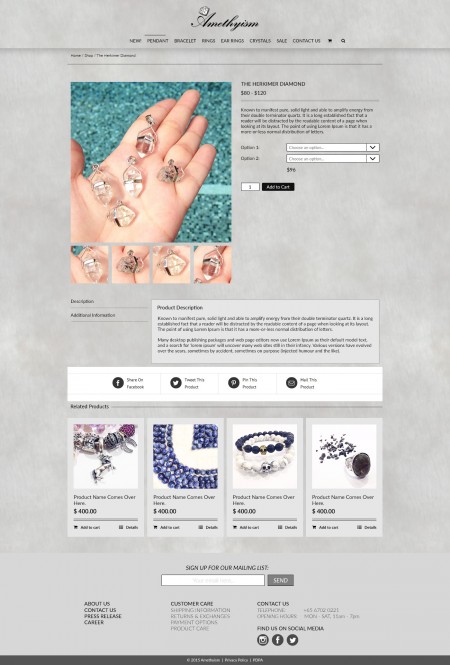 Amethyism
NEW! PENDANT BRACELET RINGS EAR RINGS CRYSTALS SALE CONTACT US
Home / Shop / The Herkimer Diamond
THE HERKIMER DIAMOND
$80 - $120
Known to manifest pure, solid light and able to amplify energy from
their double terminator quartz. It is a long established fact that a
reader will be distracted by the readable content of a page when
looking at its layout. The point of using Lorem Ipsum is that it has a
more-or-less normal distribution of letters.
Option 1 Choose an option...
Option 2 Choose an option...
$96
1 Add to Cart
Description
Additional Information
Product Description
Known to manifest pure, solid light and able to amplify energy from their double terminator quartz. It is a long
established fact that a reader will be distracted by the readable content of a page when looking at its layout. The
point of using Lorem Ipsum is that it has a more-or-less normal distribution of letters.
Many desktop publishing packages and web page editors now use Lorem Ipsum as their default model text,
and a search for 'lorem ipsum' will uncover many web sites still in their infancy. Various versions have evolved
over the years, sometimes by accident, sometimes on purpose (injected humour and the like).
Share On
Facebook
Tweet This
Product
Pin This
Product
Mail This
Product
Related Products
Product Name Comes Over
Here.
$ 400.00
Add to cart Details
Product Name Comes Over
Here.
$ 400.00
Add to cart Details
Product Name Comes Over
Here.
$ 400.00
Add to cart Details
Product Name Comes Over
Here.
$ 400.00
Add to cart Details
SIGN UP FOR OUR MAILING LIST:
SEND
ABOUT US
CONTACT US
PRESS RELEASE
CAREER
CUSTOMER CARE
SHIPPING INFORMATION
RETURNS & EXCHANGES
PAYMENT OPTIONS
PRODUCT CARE
CONTACT US
TELEPHONE: +65 6702 0221
OPENING HOURS: MON - SAT, 11am - 7pm
FIND US ON SOCIAL MEDIA
© 2015 Amethyism | Privacy Policy | PDPA